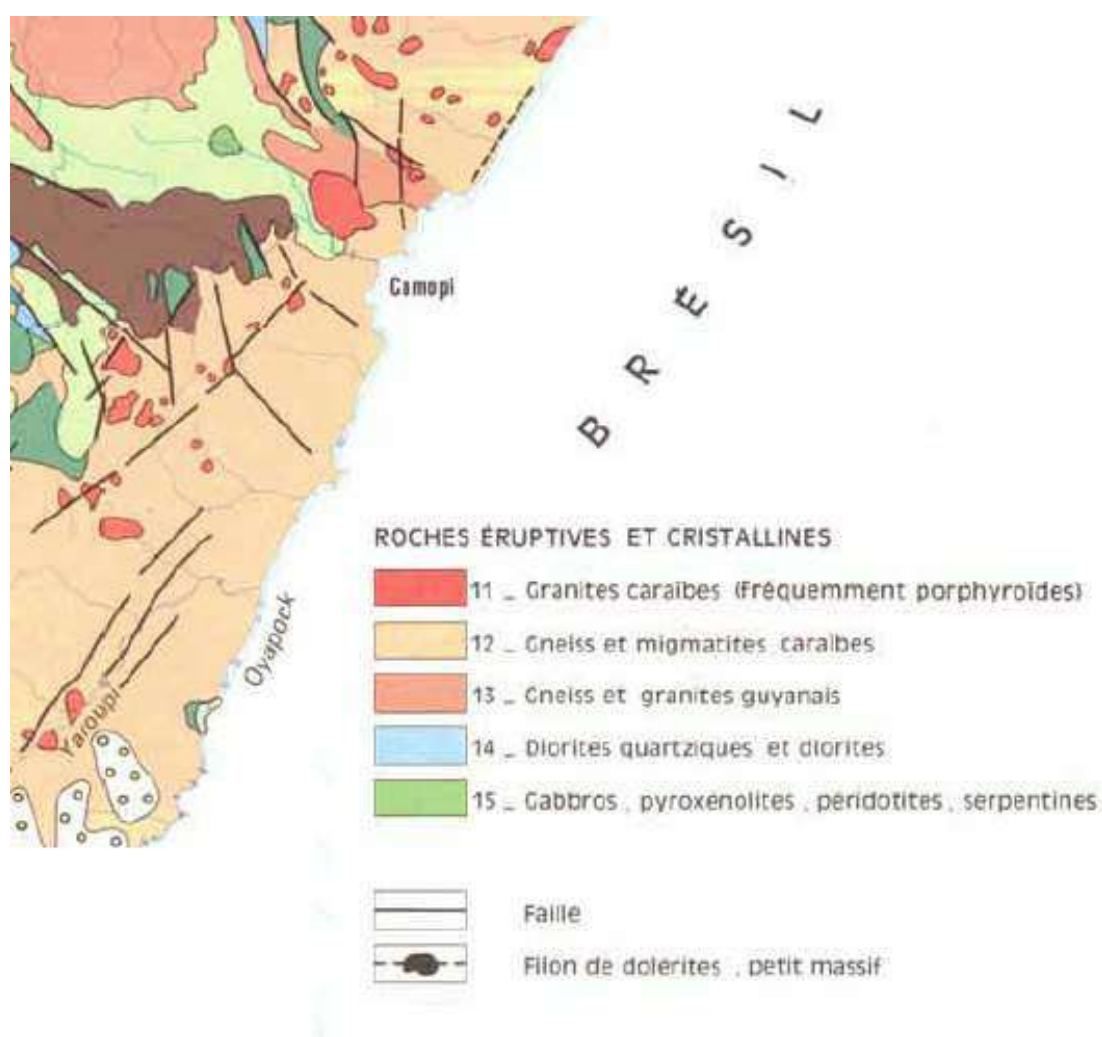 Camopi
BRÉSIL
Oyapock
Yaroupi
ROCHES ÉRUPTIVES ET CRISTALLINES
11 _ Granites caraïbes (fréquemment porphyroïdes)
12 _ Gneiss et migmatites caraïbes
13 _ Gneiss et granites guyanais
14 _ Diorites quartziques et diorites
15 _ Gabbros, pyroxénolites, péridotites, serpentines
Faille
Filon de dolérites, petit massif